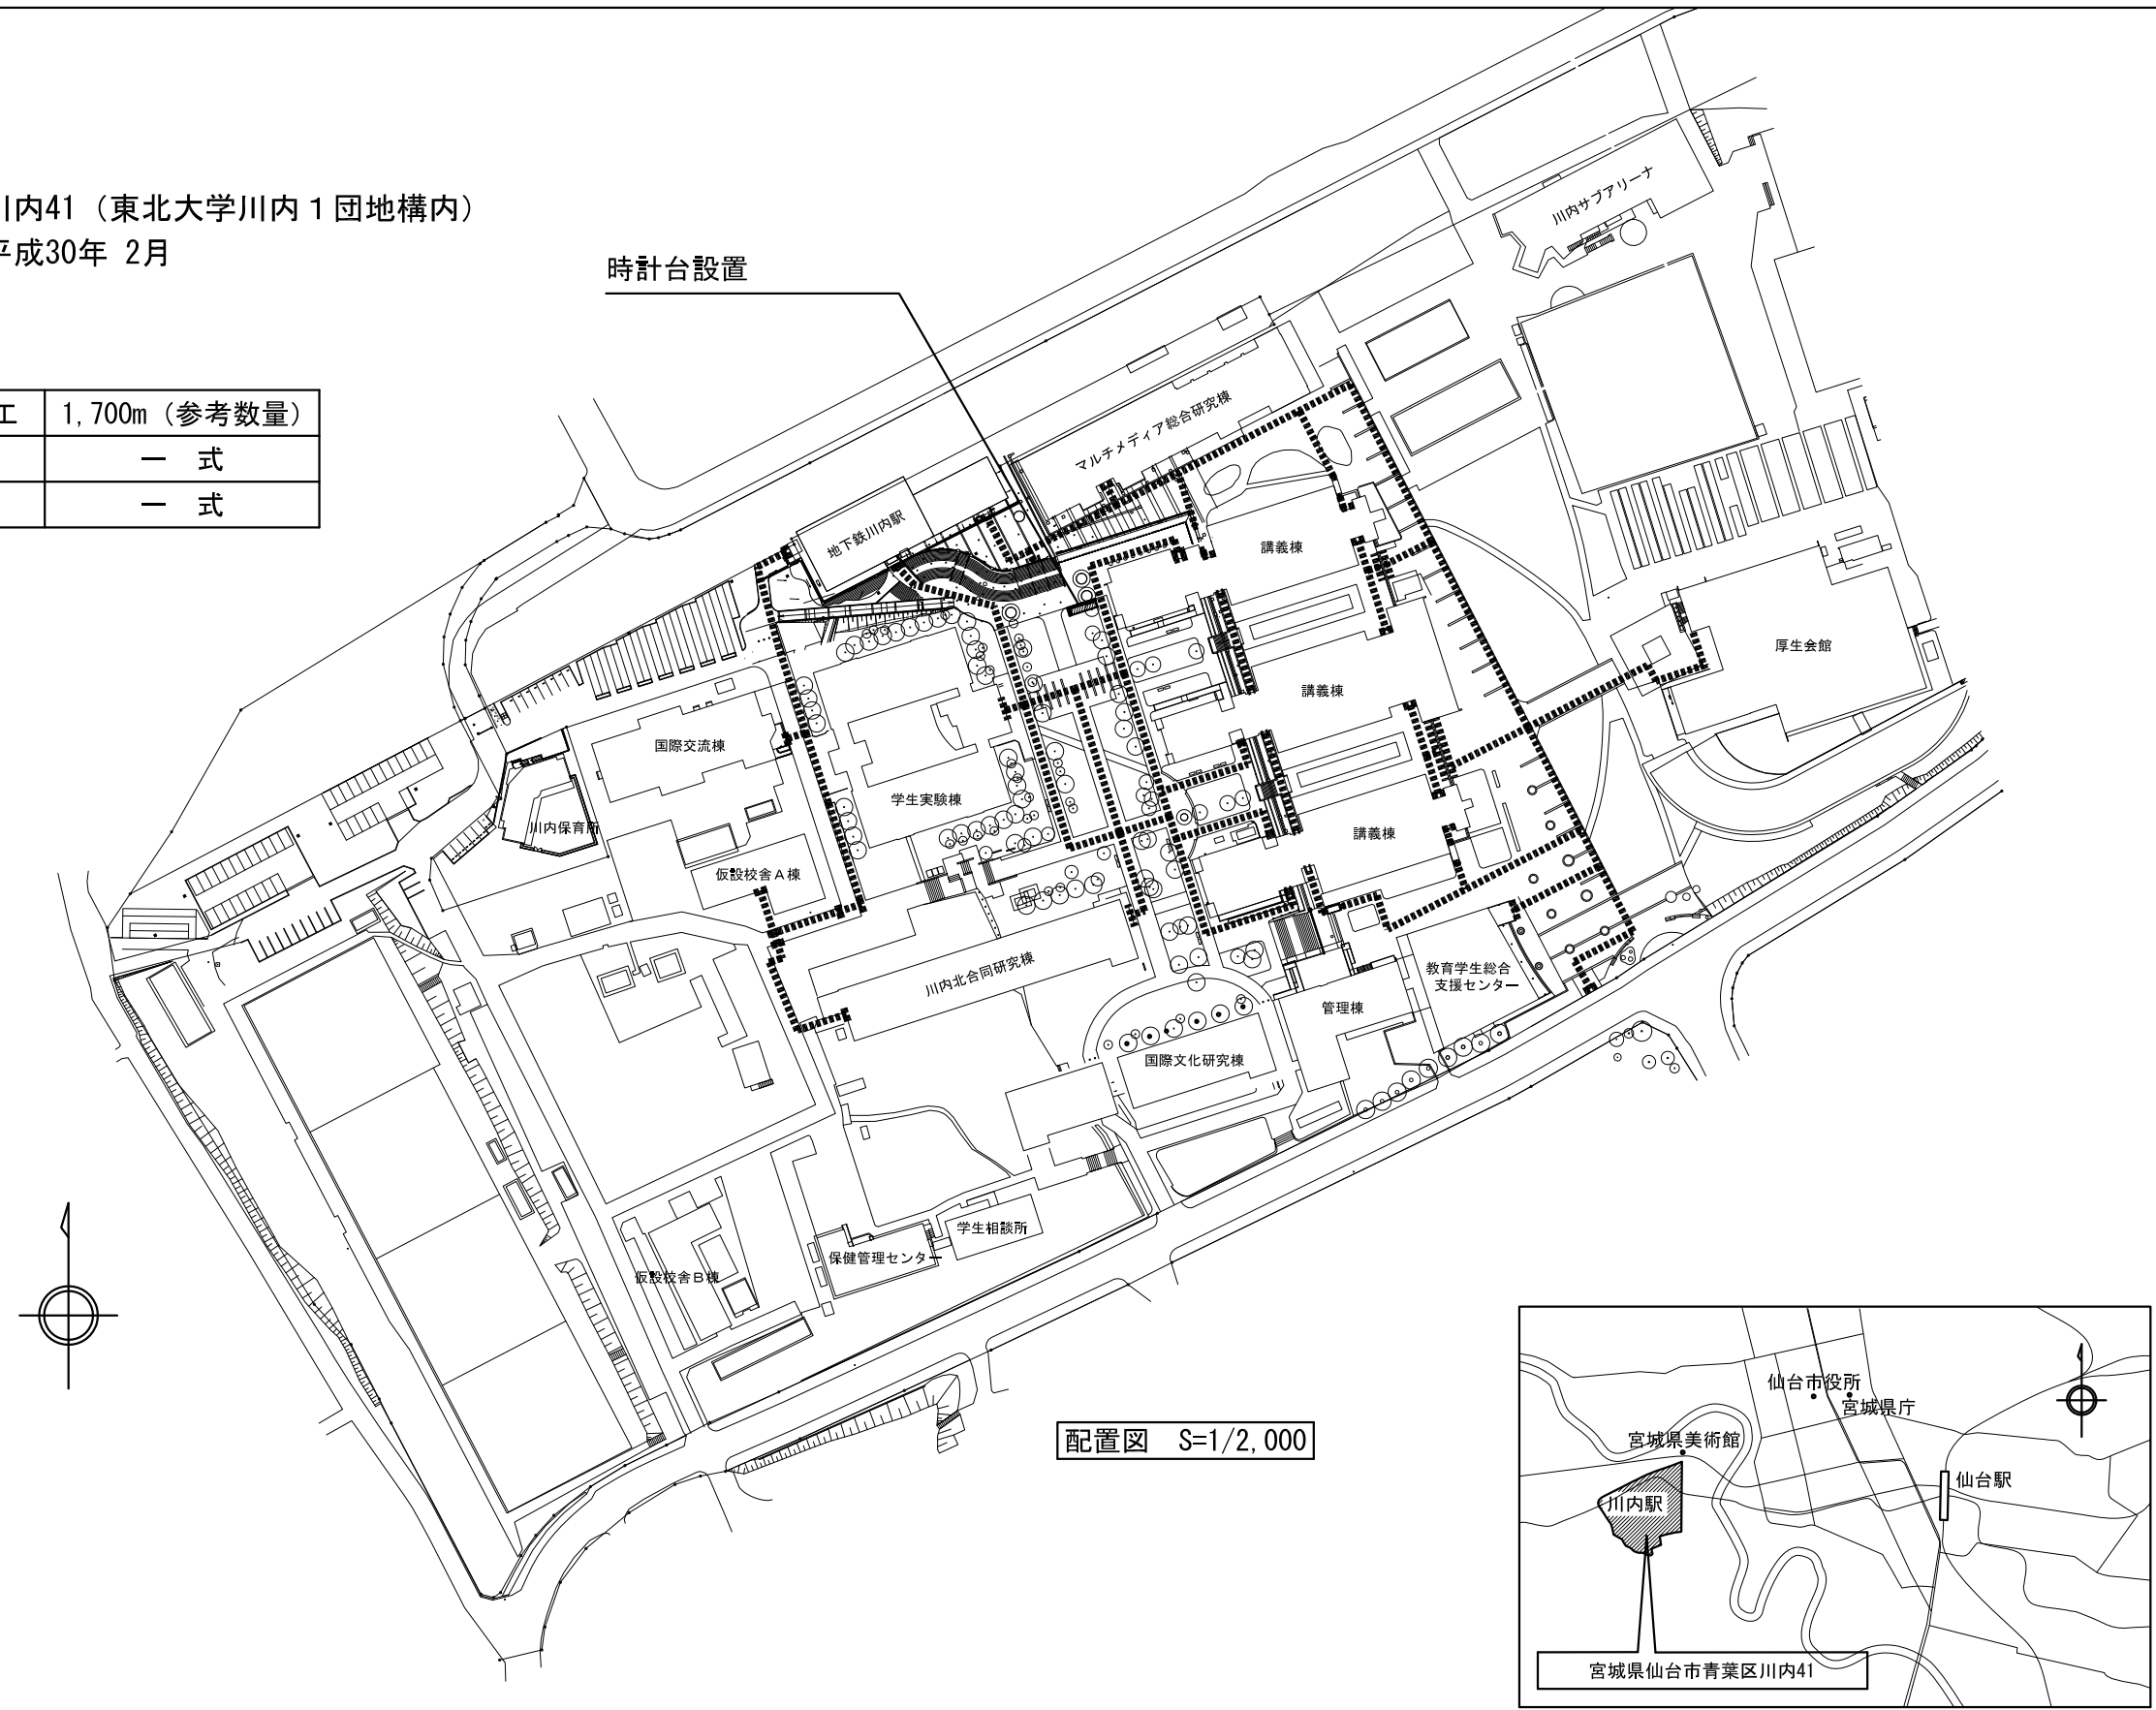 川内41（東北大学川内１団地構内）
平成30年 2月
時計台設置
工 1,700m（参考数量）
一 式
一 式
川内サブアリーナ
マルチメディア総合研究棟
地下鉄川内駅
講義棟
厚生会館
講義棟
国際交流棟
学生実験棟
川内保育所
講義棟
仮設校舎Ａ棟
川内北合同研究棟
教育学生総合
支援センター
管理棟
国際文化研究棟
学生相談所
保健管理センター
仮設校舎Ｂ棟
配置図 S=1/2,000
仙台市役所
宮城県庁
宮城県美術館
仙台駅
川内駅
宮城県仙台市青葉区川内41